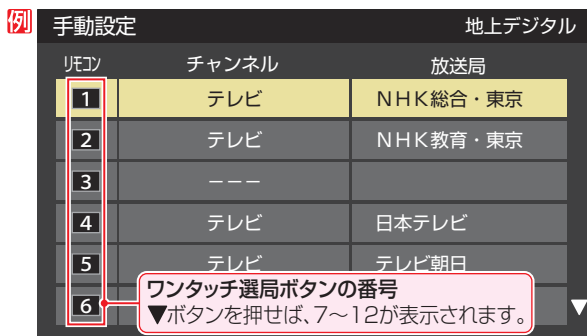 例
手動設定 地上デジタル
リモコン チャンネル 放送局
1 テレビ NHK総合・東京
2 テレビ NHK教育・東京
3 −−−
4 テレビ 日本テレビ
5 テレビ テレビ朝日
6
ワンタッチ選局ボタンの番号
▼ボタンを押せば、7〜12が表示されます。
▼